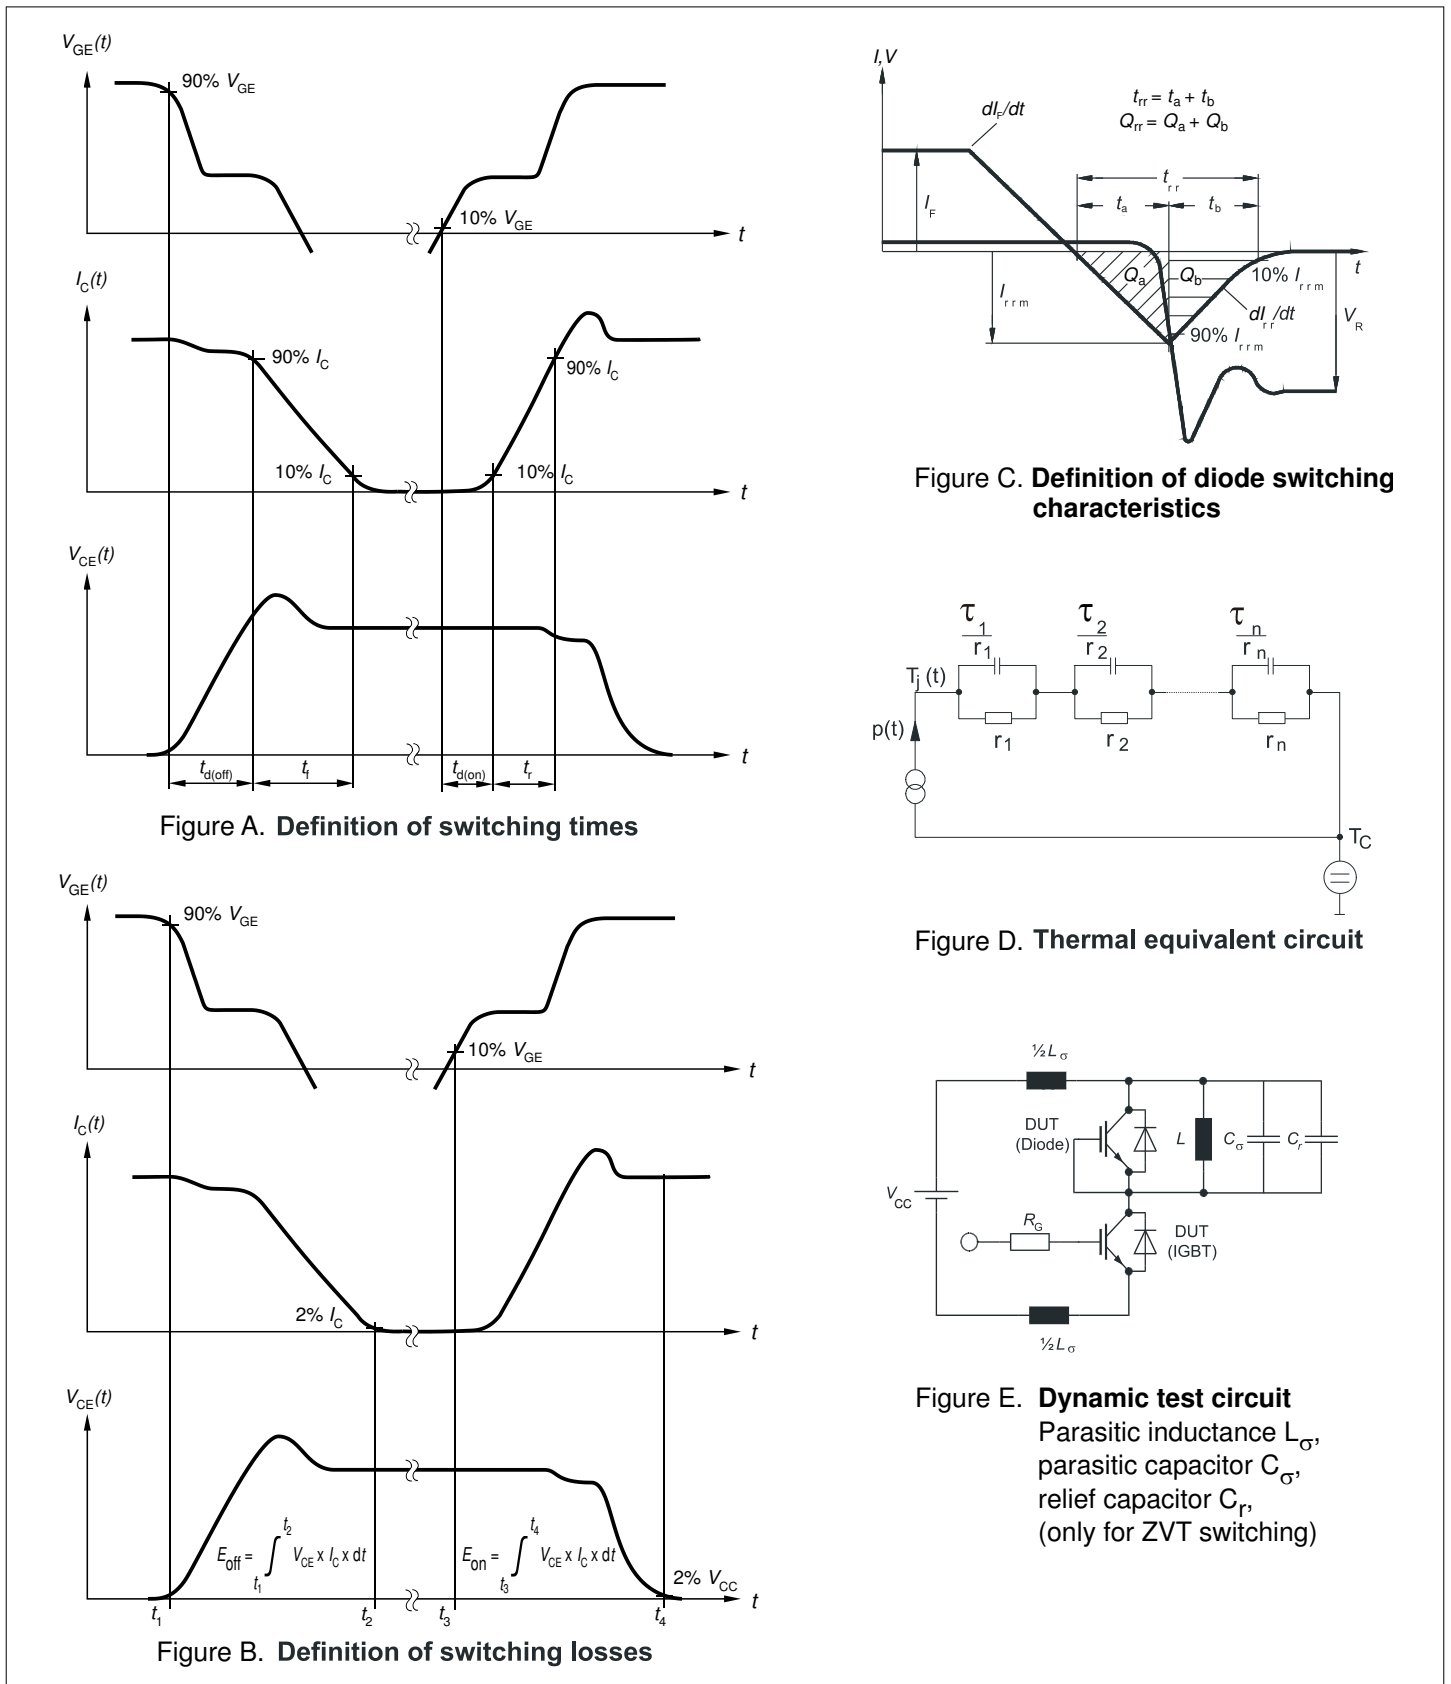 V_GE(t)
90% V_GE
10% V_GE
t
I_C(t)
90% I_C
90% I_C
10% I_C
10% I_C
t
V_CE(t)
t
t_d(off)
t_f
t_d(on)
t_r
Figure A. Definition of switching times
V_GE(t)
90% V_GE
10% V_GE
t
I_C(t)
2% I_C
t
V_CE(t)
E_off = ∫ t_1 t_2 V_CE x I_C x dt
E_on = ∫ t_3 t_4 V_CE x I_C x dt
2% V_CC
t
t_1
t_2
t_3
t_4
Figure B. Definition of switching losses
I,V
dI_F/dt
t_rr = t_a + t_b
Q_rr = Q_a + Q_b
I_F
t_rr
t_a
t_b
t
I_rrm
Q_a
Q_b
10% I_rrm
dI_rr/dt
90% I_rrm
V_R
Figure C. Definition of diode switching
characteristics
τ_1
r_1
τ_2
r_2
τ_n
r_n
T_j(t)
p(t)
r_1
r_2
r_n
T_C
Figure D. Thermal equivalent circuit
½L_σ
DUT
(Diode)
L
C_σ
C_r
V_CC
R_G
DUT
(IGBT)
½L_σ
Figure E. Dynamic test circuit
Parasitic inductance L_σ,
parasitic capacitor C_σ,
relief capacitor C_r,
(only for ZVT switching)